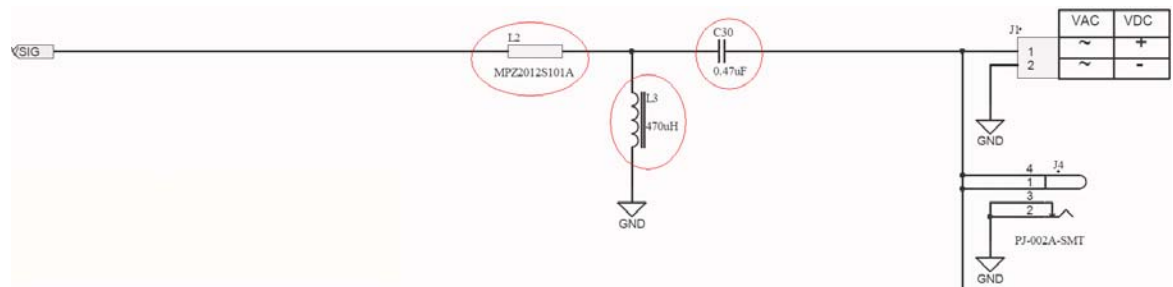 VSIG
L2
MPZ2012S101A
C30
0.47uF
L3
470uH
GND
J1
1
2
VAC VDC
~ +
~ -
GND
J4
4
1
3
2
PJ-002A-SMT
GND